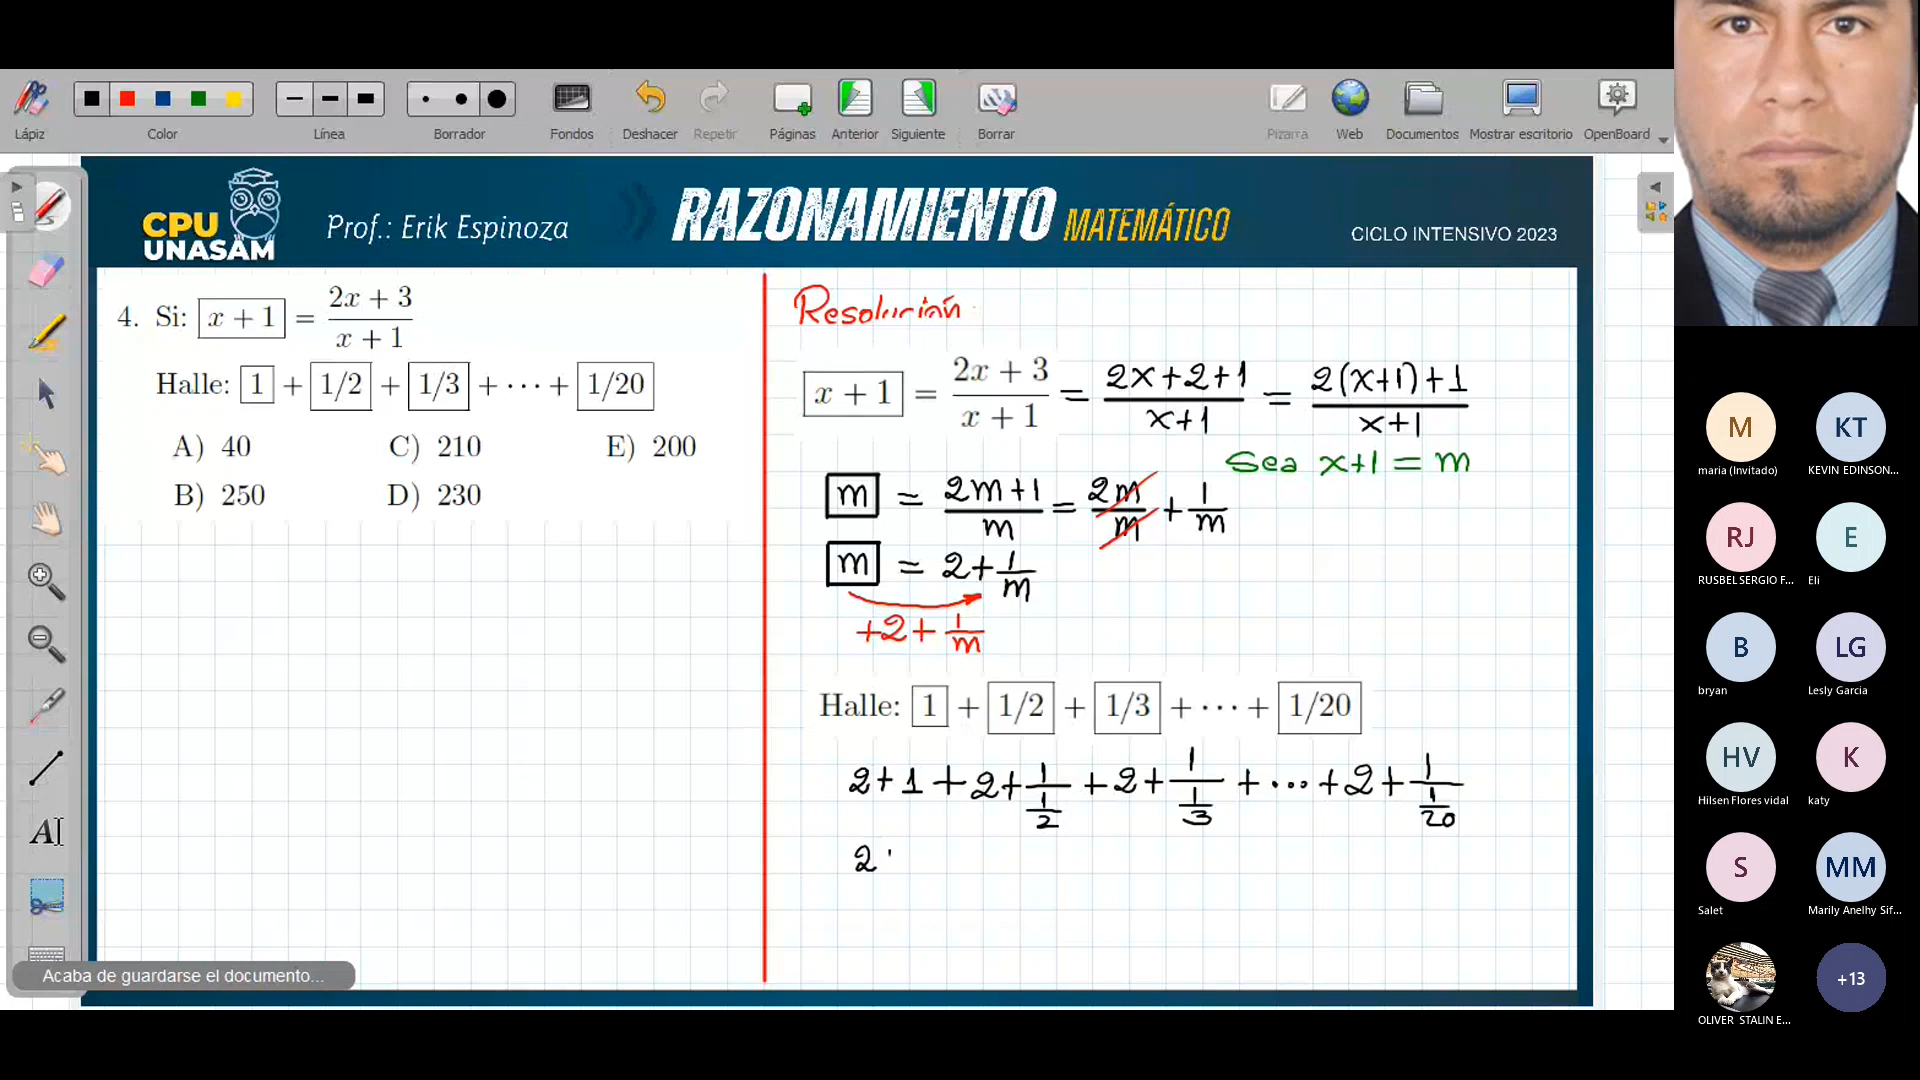 Lápiz
Color
Línea
Borrador
Fondos
Deshacer
Repetir
Páginas
Anterior
Siguiente
Borrar
Pizarra
Web
Documentos
Mostrar escritorio
OpenBoard
CPU
UNASAM
Prof.: Erik Espinoza
RAZONAMIENTO MATEMÁTICO
CICLO INTENSIVO 2023
4. Si: [x + 1] = (2x + 3)/(x + 1)
Halle: [1] + [1/2] + [1/3] + ⋯ + [1/20]
A) 40 C) 210 E) 200
B) 250 D) 230
Resolución
[x + 1] = (2x + 3)/(x + 1) = (2x+2+1)/(x+1) = (2(x+1)+1)/(x+1)
Sea x+1 = m
[m] = (2m+1)/m = 2m/m + 1/m
[m] = 2 + 1/m
+2 + 1/m
Halle: [1] + [1/2] + [1/3] + ⋯ + [1/20]
2+1 + 2 + 1/(1/2) + 2 + 1/(1/3) + ... + 2 + 1/(1/20)
2
Acaba de guardarse el documento...
A
M
maria (Invitado)
KT
KEVIN EDINSON...
RJ
RUSBEL SERGIO F...
E
Eli
B
bryan
LG
Lesly Garcia
HV
Hilsen Flores vidal
K
katy
S
Salet
MM
Marily Anelhy Sif...
OLIVER STALIN E...
+13